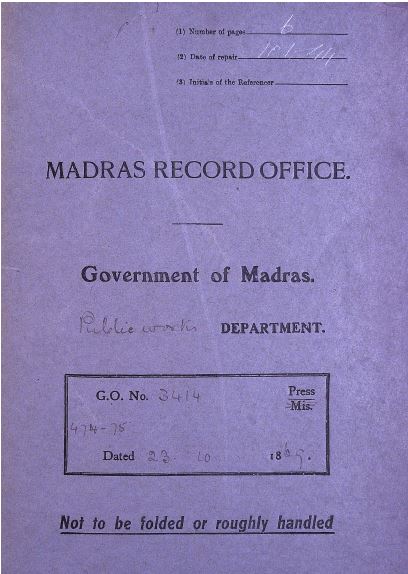 (1) Number of pages 6
(2) Date of repair 18-1-44
(3) Initials of the Referencer
MADRAS RECORD OFFICE.
Government of Madras.
Public works DEPARTMENT.
G.O. No. 3414 Press
Mis.
474-75
Dated 23. 10 1869.
Not to be folded or roughly handled